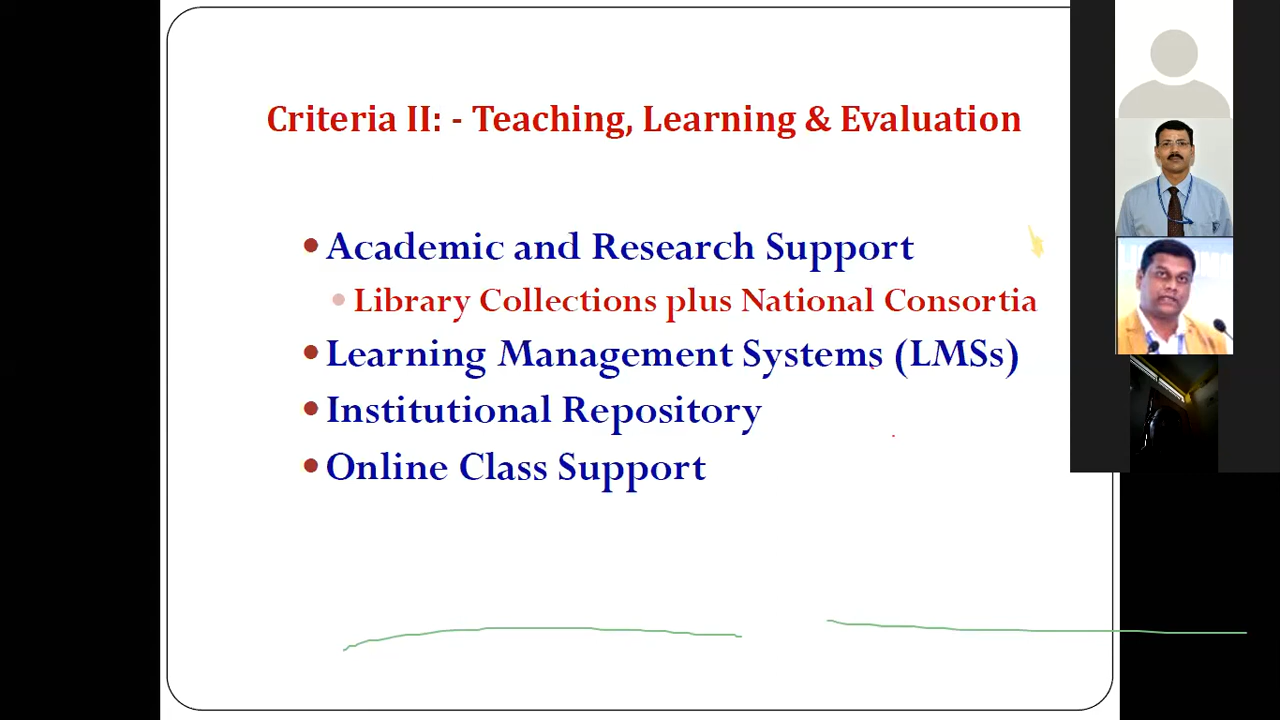 Criteria II: - Teaching, Learning & Evaluation
• Academic and Research Support
• Library Collections plus National Consortia
• Learning Management Systems (LMSs)
• Institutional Repository
• Online Class Support